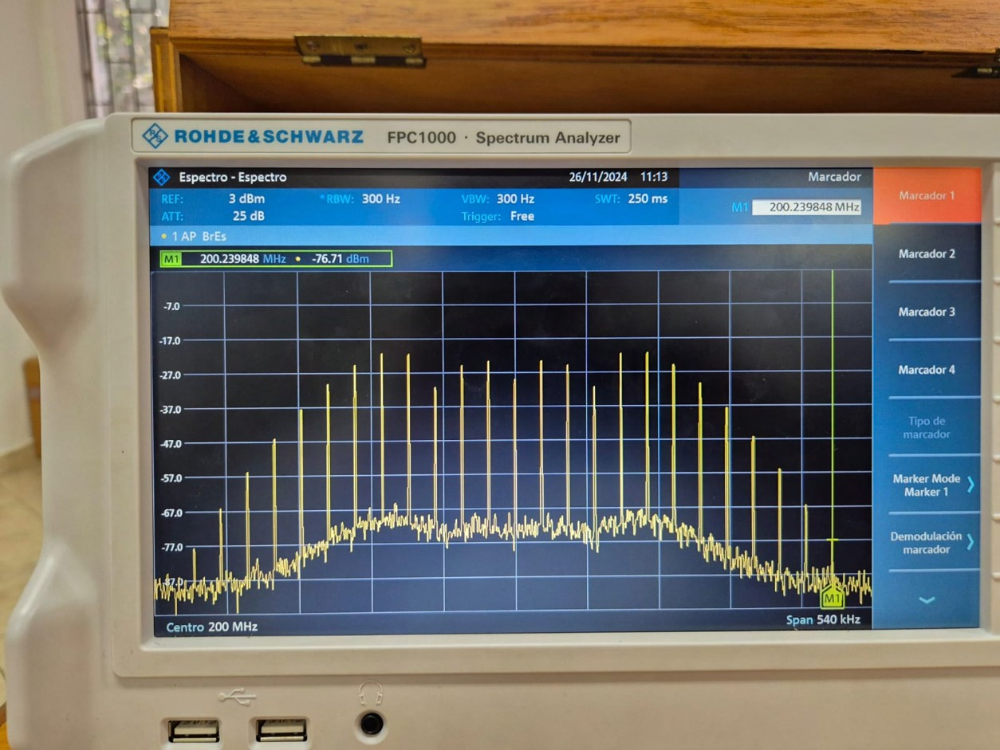 ROHDE&SCHWARZ FPC1000 · Spectrum Analyzer
Espectro - Espectro 26/11/2024 11:13 Marcador
REF: 3 dBm *RBW: 300 Hz VBW: 300 Hz SWT: 250 ms
M1 200.239848 MHz
ATT: 25 dB Trigger: Free
• 1 AP BrEs
M1 200.239848 MHz • -76.71 dBm
-7.0
-17.0
-27.0
-37.0
-47.0
-57.0
-67.0
-77.0
M1
Centro 200 MHz Span 540 kHz
Marcador 1
Marcador 2
Marcador 3
Marcador 4
Tipo de
marcador
Marker Mode
Marker 1
Demodulación
marcador